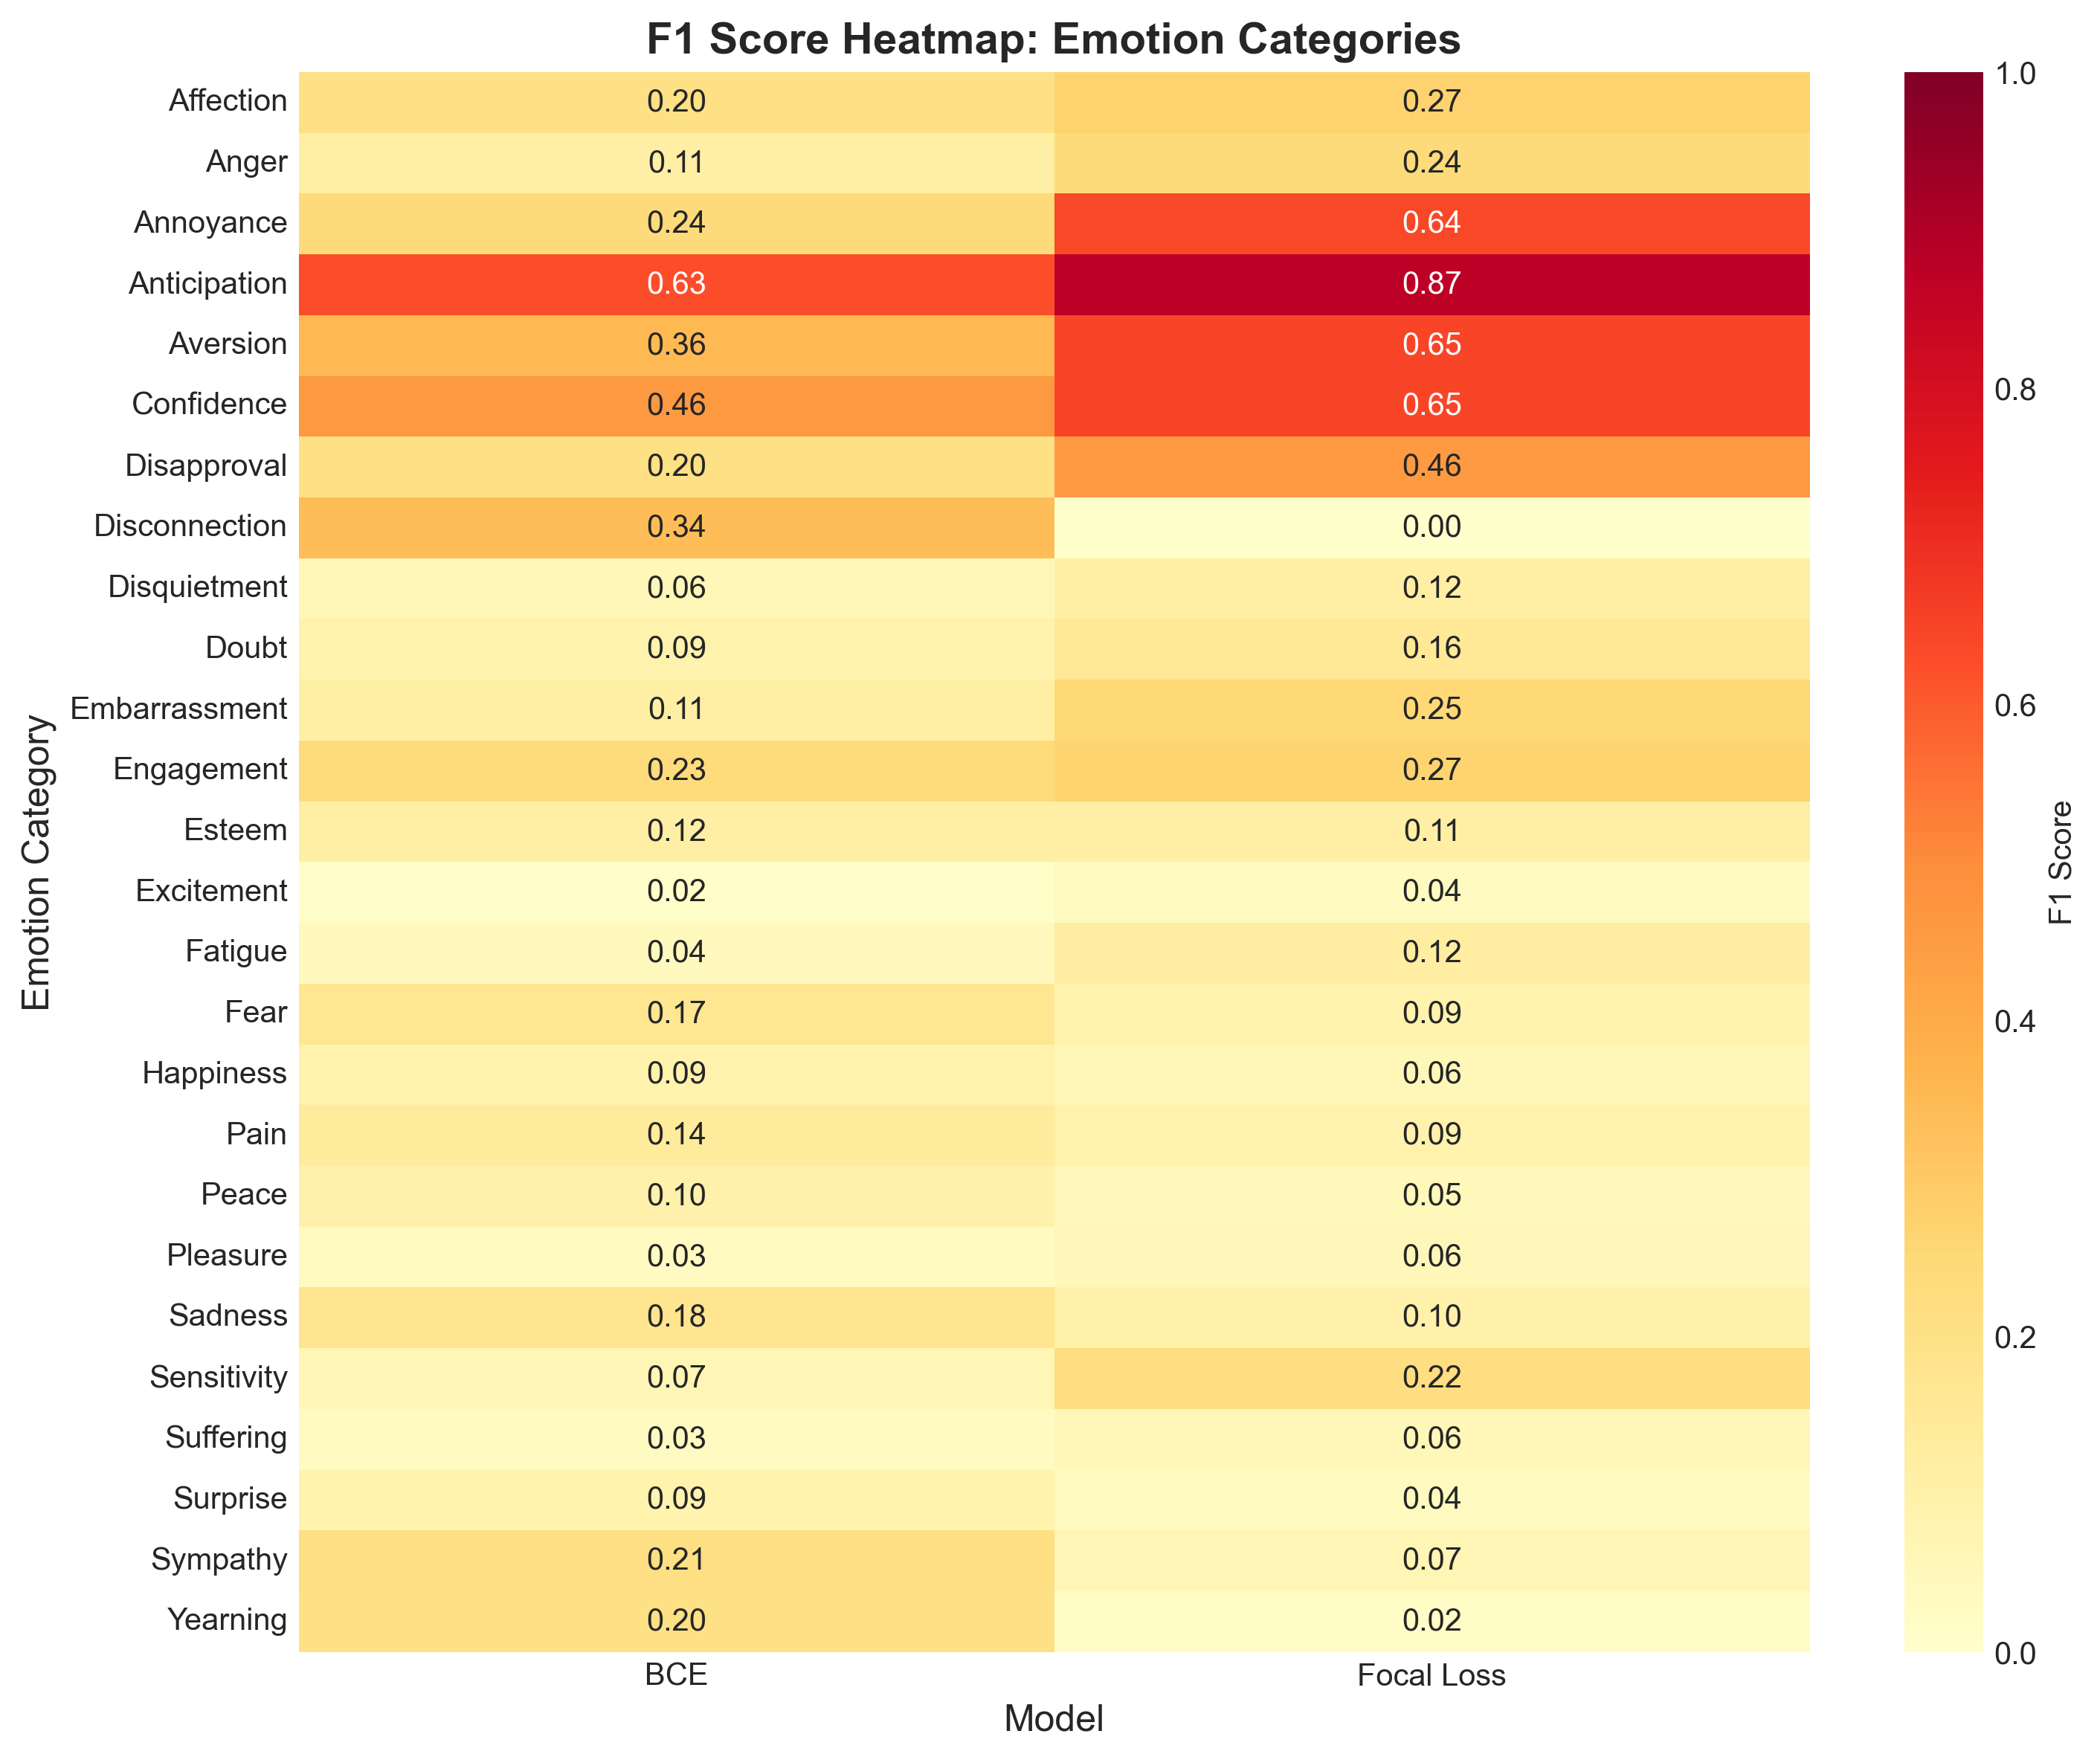 F1 Score Heatmap: Emotion Categories
Affection 0.20 0.27
Anger 0.11 0.24
Annoyance 0.24 0.64
Anticipation 0.63 0.87
Aversion 0.36 0.65
Confidence 0.46 0.65
Disapproval 0.20 0.46
Disconnection 0.34 0.00
Disquietment 0.06 0.12
Doubt 0.09 0.16
Embarrassment 0.11 0.25
Engagement 0.23 0.27
Esteem 0.12 0.11
Excitement 0.02 0.04
Fatigue 0.04 0.12
Fear 0.17 0.09
Happiness 0.09 0.06
Pain 0.14 0.09
Peace 0.10 0.05
Pleasure 0.03 0.06
Sadness 0.18 0.10
Sensitivity 0.07 0.22
Suffering 0.03 0.06
Surprise 0.09 0.04
Sympathy 0.21 0.07
Yearning 0.20 0.02
BCE Focal Loss
Model
Emotion Category
1.0
0.8
0.6
0.4
0.2
0.0
F1 Score